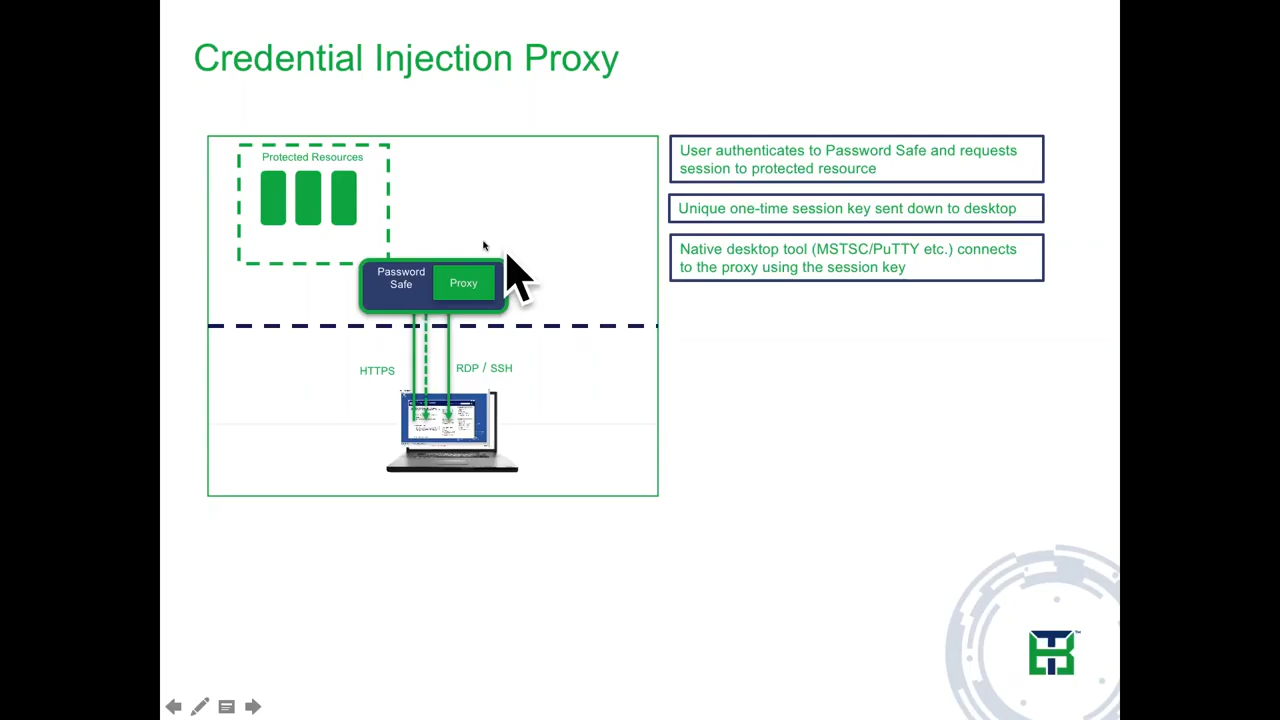 Credential Injection Proxy
Protected Resources
Password
Safe
Proxy
HTTPS
RDP / SSH
User authenticates to Password Safe and requests
session to protected resource
Unique one-time session key sent down to desktop
Native desktop tool (MSTSC/PuTTY etc.) connects
to the proxy using the session key